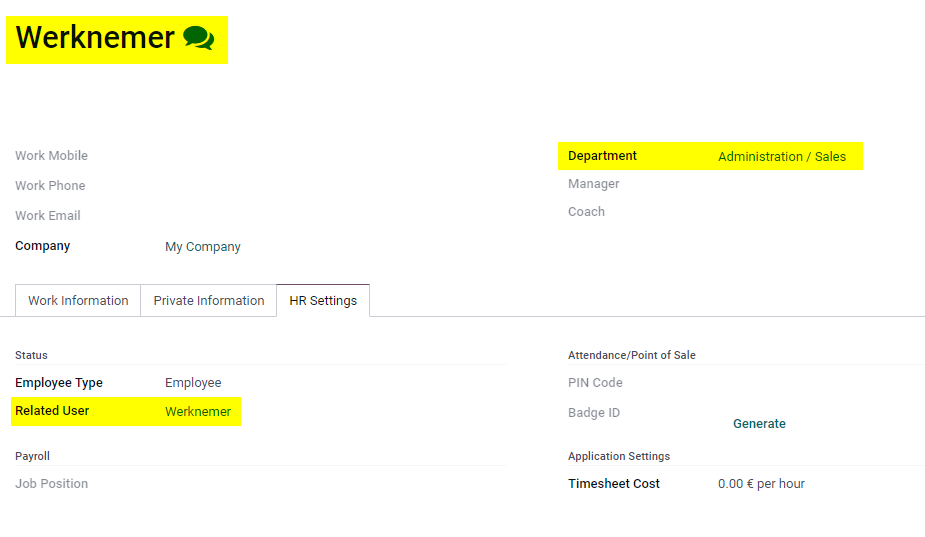 Werknemer
Work Mobile
Work Phone
Work Email
Company My Company
Department Administration / Sales
Manager
Coach
Work Information Private Information HR Settings
Status
Employee Type Employee
Related User Werknemer
Payroll
Job Position
Attendance/Point of Sale
PIN Code
Badge ID
Generate
Application Settings
Timesheet Cost 0.00 € per hour